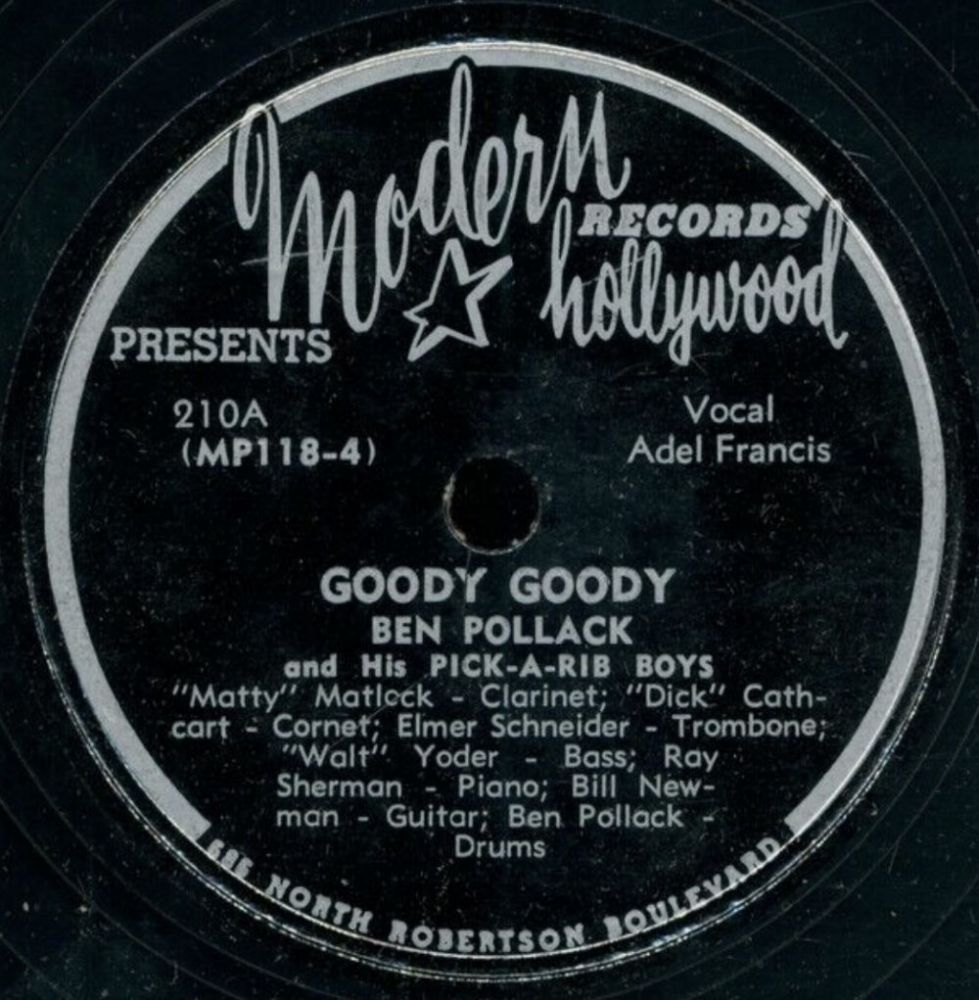 Modern
RECORDS
hollywood
PRESENTS
210A
(MP118-4)
Vocal
Adel Francis
GOODY GOODY
BEN POLLACK
and His PICK-A-RIB BOYS
"Matty" Matlock - Clarinet; "Dick" Cath-
cart - Cornet; Elmer Schneider - Trombone;
"Walt" Yoder - Bass; Ray
Sherman - Piano; Bill New-
man - Guitar; Ben Pollack -
Drums
686 NORTH ROBERTSON BOULEVARD